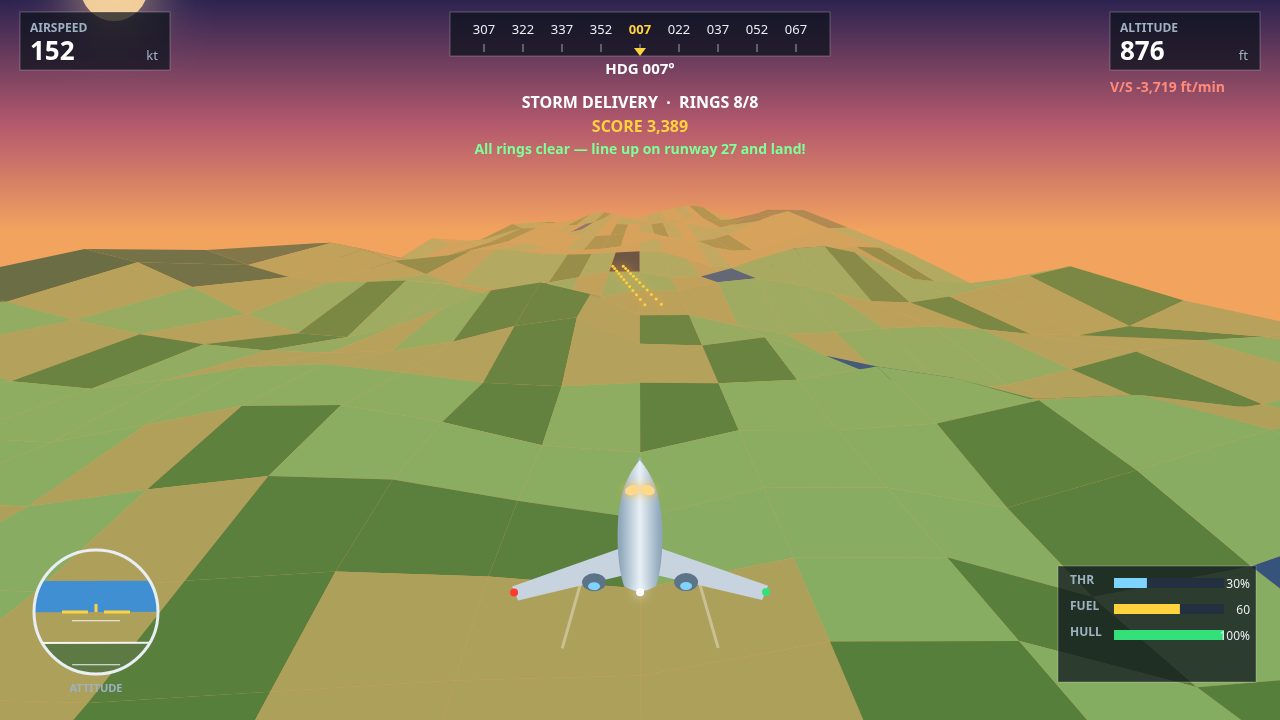 AIRSPEED
152 kt
307 322 337 352 007 022 037 052 067
HDG 007°
ALTITUDE
876 ft
V/S -3,719 ft/min
STORM DELIVERY · RINGS 8/8
SCORE 3,389
All rings clear — line up on runway 27 and land!
ATTITUDE
THR 30%
FUEL 60
HULL 100%